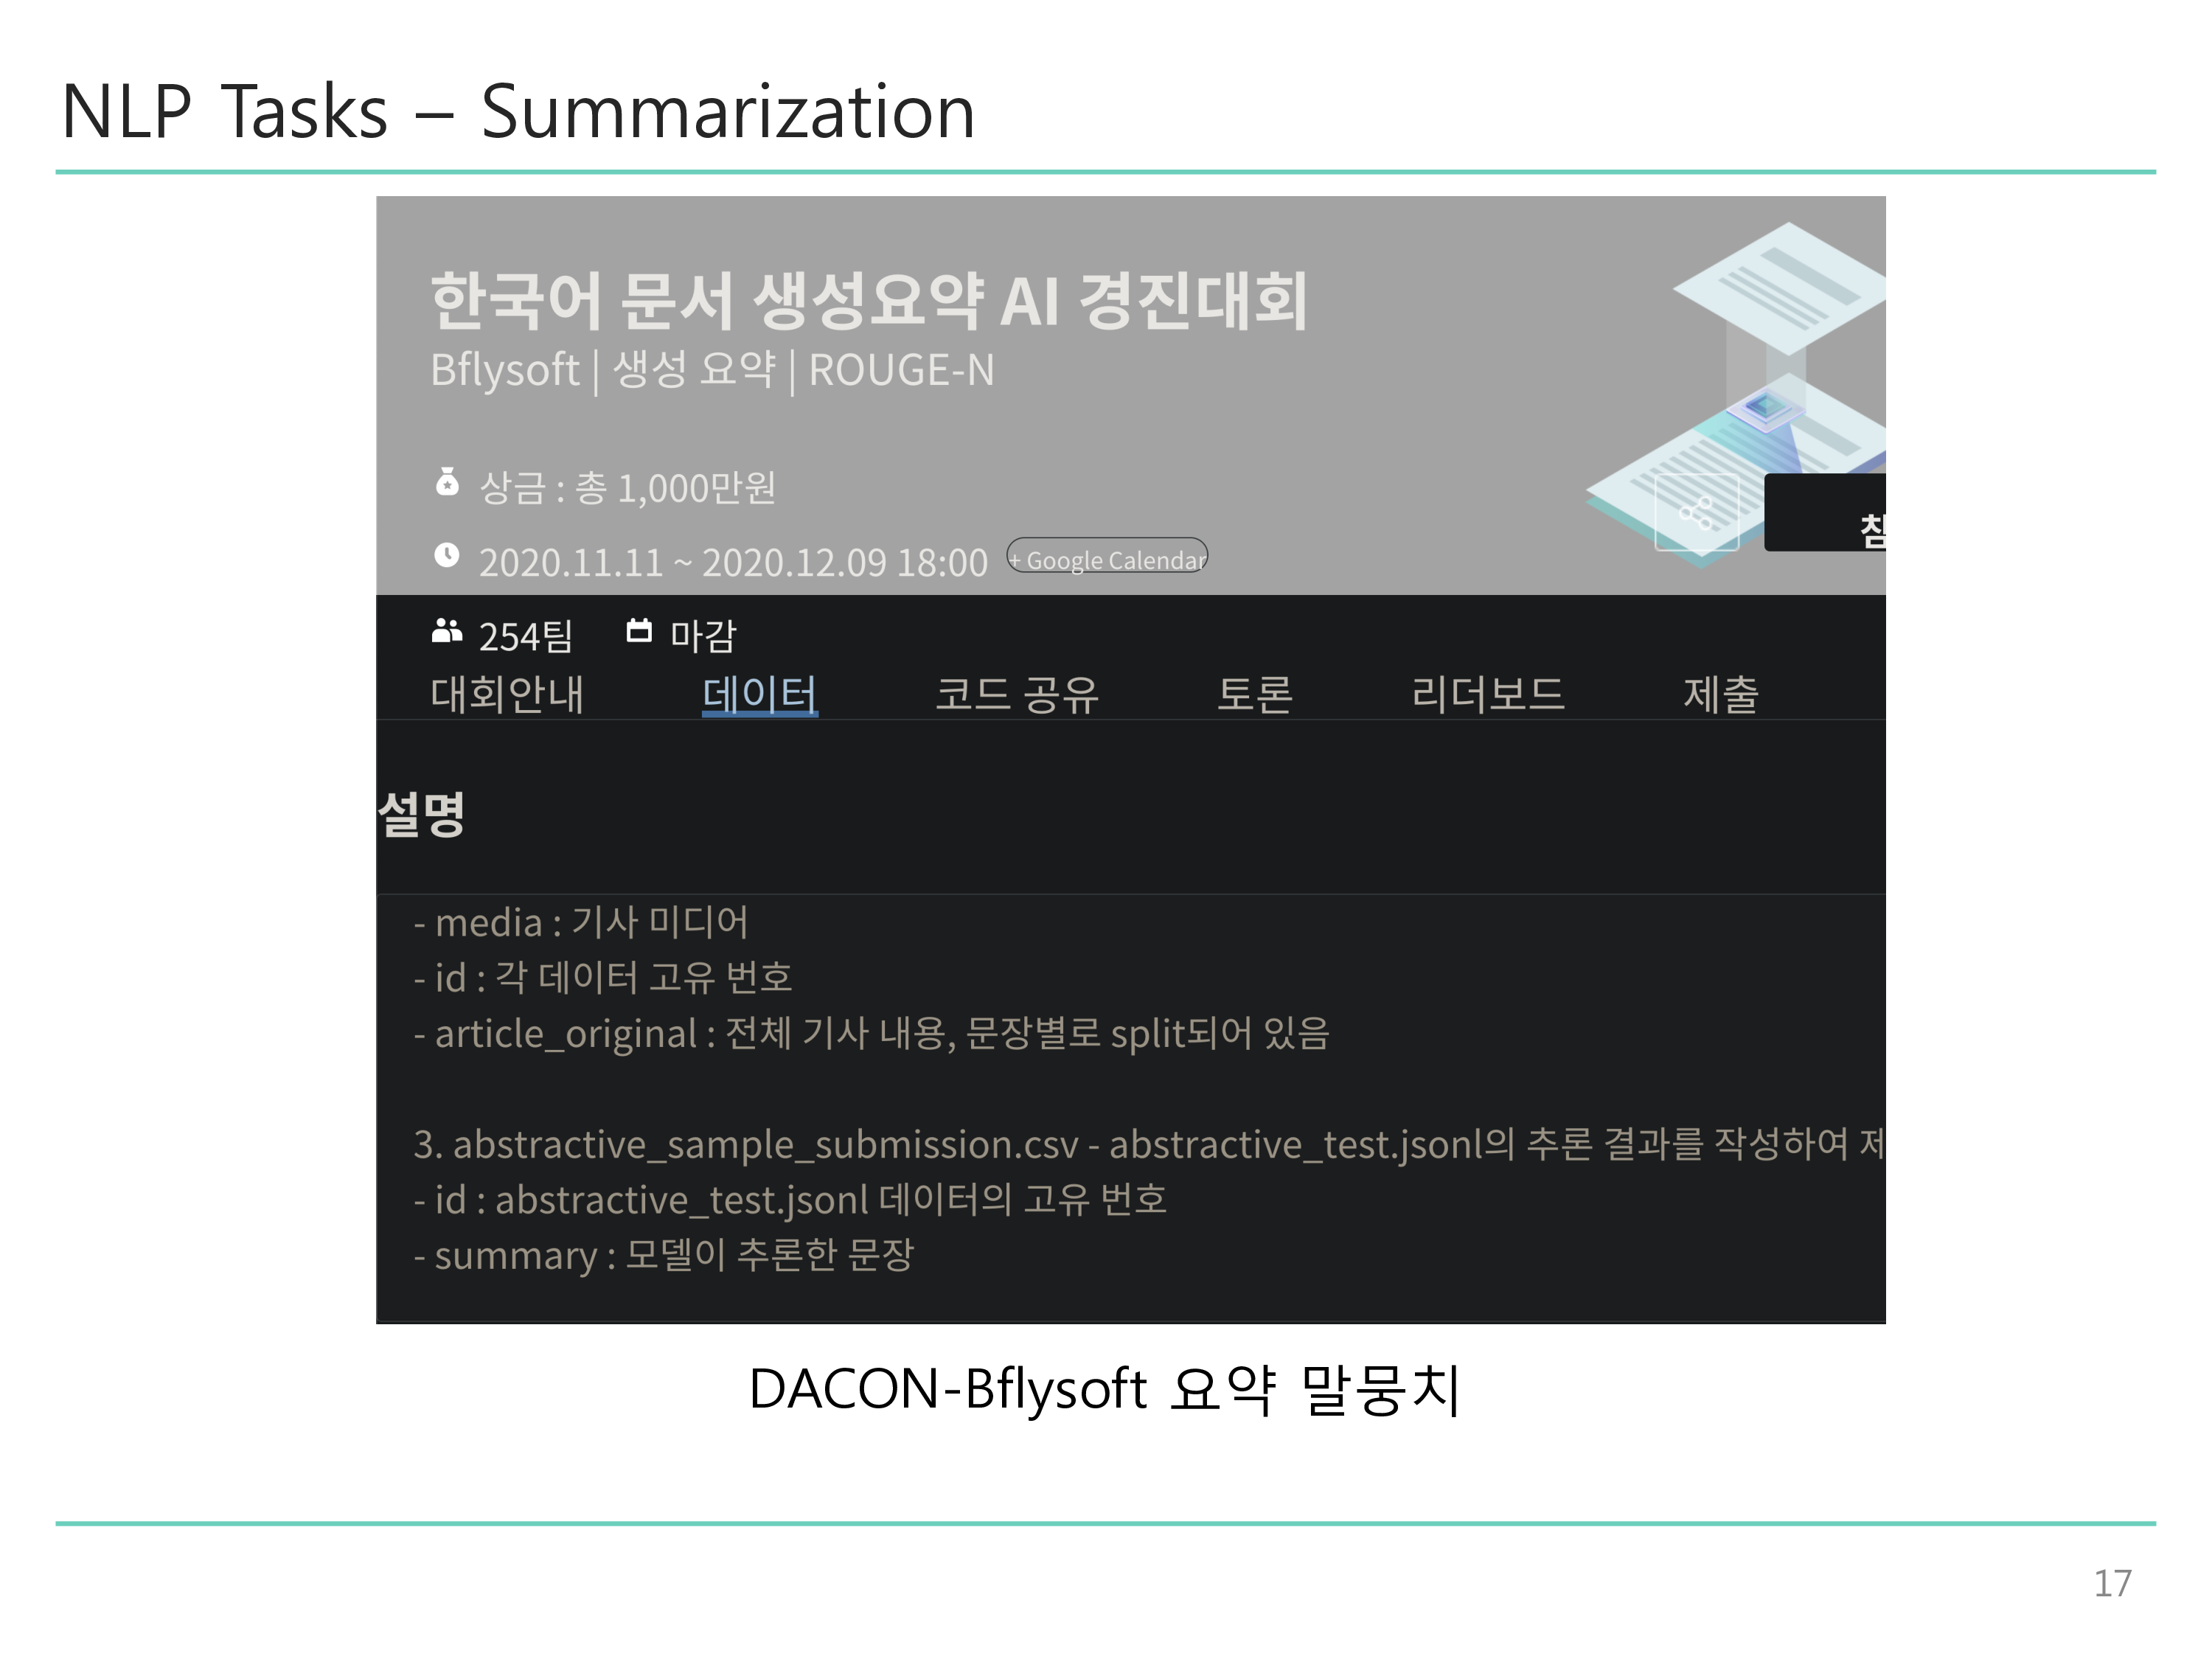 NLP Tasks – Summarization
한국어 문서 생성요약 AI 경진대회
Bflysoft | 생성 요약 | ROUGE-N
상금 : 총 1,000만원
2020.11.11 ~ 2020.12.09 18:00 + Google Calendar
254팀 마감
대회안내 데이터 코드 공유 토론 리더보드 제출
설명
- media : 기사 미디어
- id : 각 데이터 고유 번호
- article_original : 전체 기사 내용, 문장별로 split되어 있음
3. abstractive_sample_submission.csv - abstractive_test.jsonl의 추론 결과를 작성하여 제
- id : abstractive_test.jsonl 데이터의 고유 번호
- summary : 모델이 추론한 문장
DACON-Bflysoft 요약 말뭉치
17